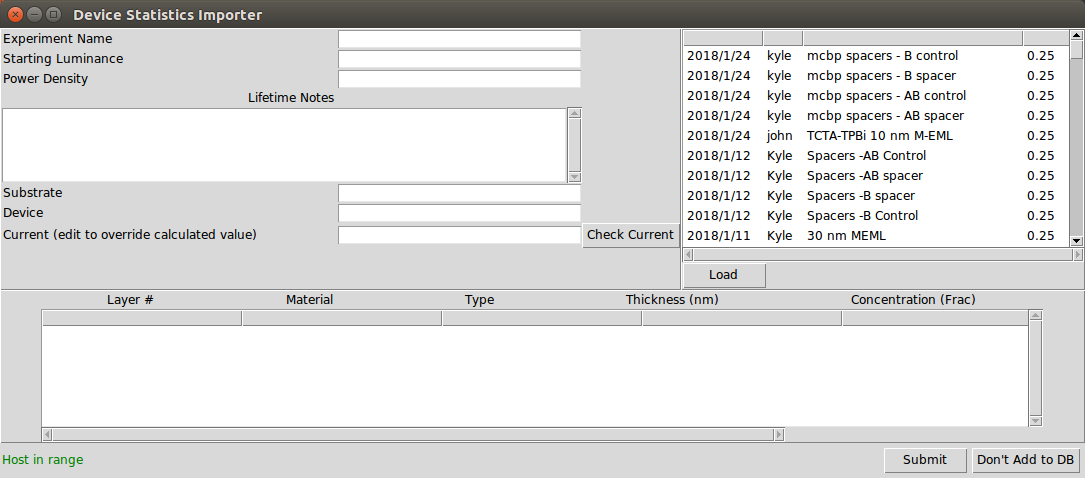 Device Statistics Importer
Experiment Name
Starting Luminance
Power Density
Lifetime Notes
Substrate
Device
Current (edit to override calculated value)
Check Current
2018/1/24 kyle mcbp spacers - B control 0.25
2018/1/24 kyle mcbp spacers - B spacer 0.25
2018/1/24 kyle mcbp spacers - AB control 0.25
2018/1/24 kyle mcbp spacers - AB spacer 0.25
2018/1/24 john TCTA-TPBi 10 nm M-EML 0.25
2018/1/12 Kyle Spacers -AB Control 0.25
2018/1/12 Kyle Spacers -AB spacer 0.25
2018/1/12 Kyle Spacers -B spacer 0.25
2018/1/12 Kyle Spacers -B Control 0.25
2018/1/11 Kyle 30 nm MEML 0.25
Load
Layer # Material Type Thickness (nm) Concentration (Frac)
Host in range
Submit Don't Add to DB